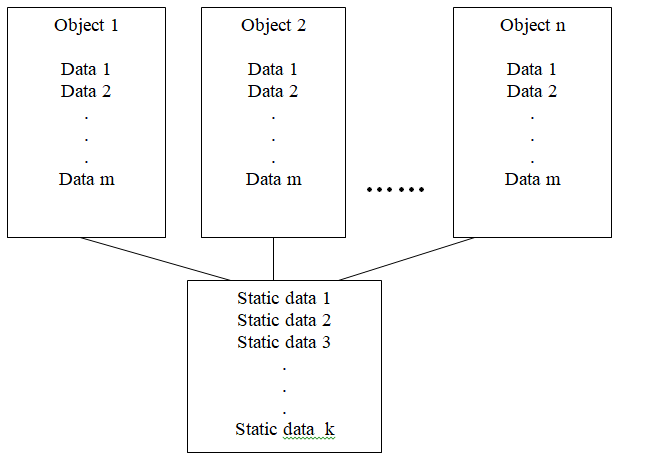 Object 1
Data 1
Data 2
.
.
.
Data m
Object 2
Data 1
Data 2
.
.
.
Data m
......
Object n
Data 1
Data 2
.
.
.
Data m
Static data 1
Static data 2
Static data 3
.
.
.
Static data k